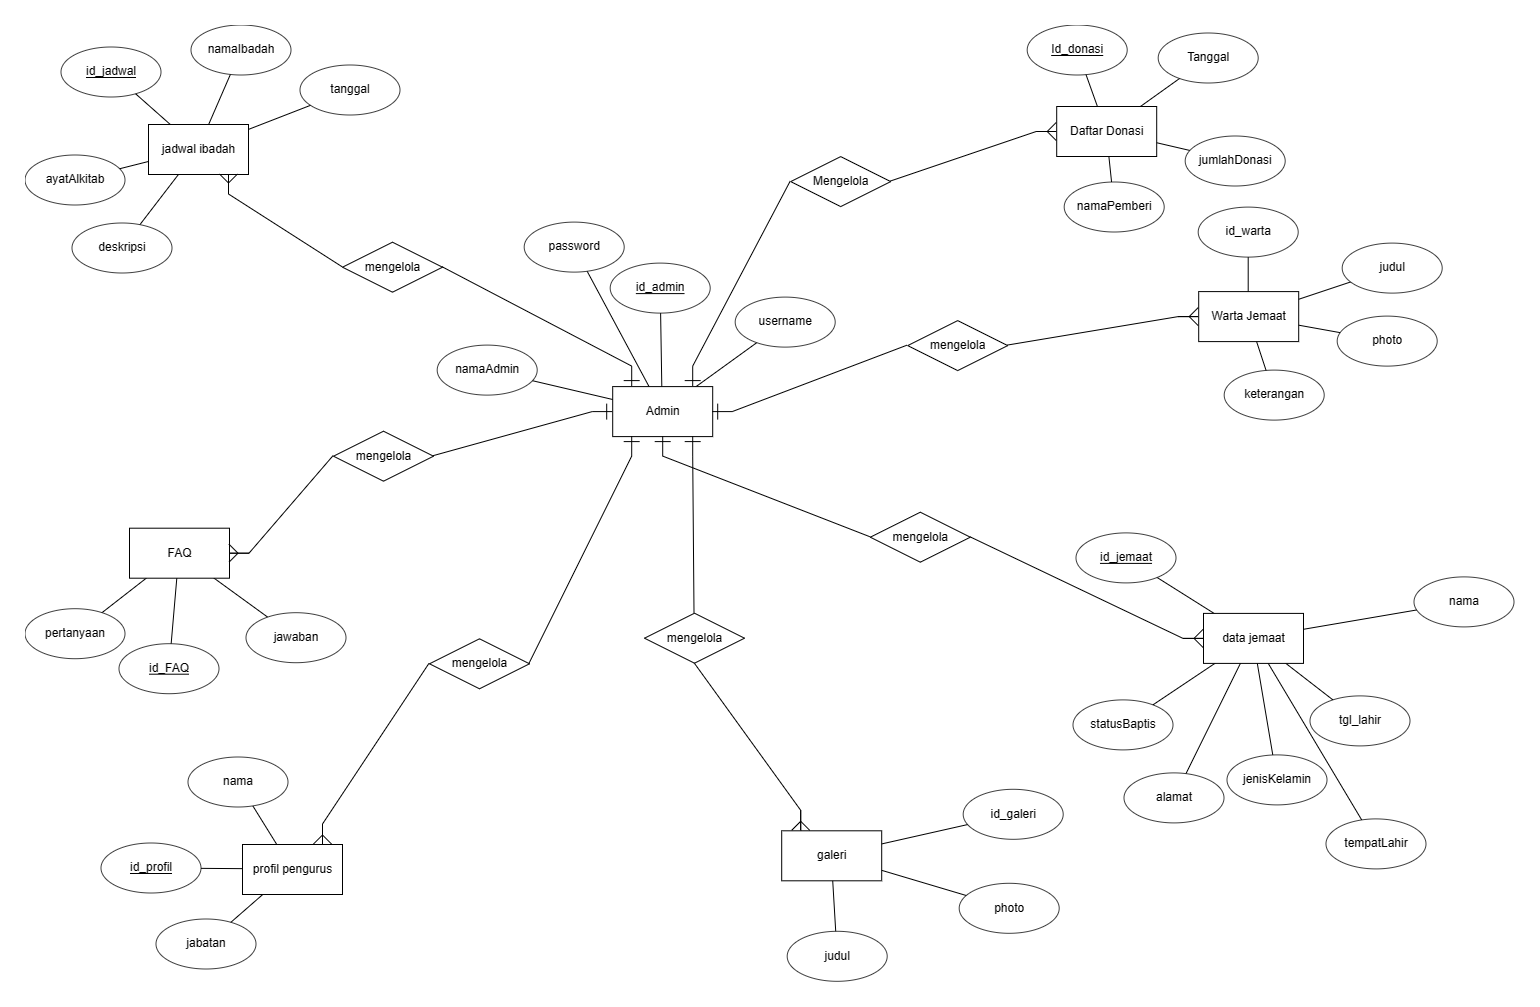 namaIbadah
id_jadwal
tanggal
jadwal ibadah
ayatAlkitab
deskripsi
mengelola
Id_donasi
Tanggal
Daftar Donasi
jumlahDonasi
namaPemberi
Mengelola
password
id_admin
username
namaAdmin
Admin
id_warta
judul
Warta Jemaat
photo
keterangan
mengelola
mengelola
FAQ
pertanyaan
id_FAQ
jawaban
mengelola
id_jemaat
nama
data jemaat
statusBaptis
tgl_lahir
jenisKelamin
alamat
tempatLahir
mengelola
mengelola
nama
id_profil
profil pengurus
jabatan
id_galeri
galeri
photo
judul